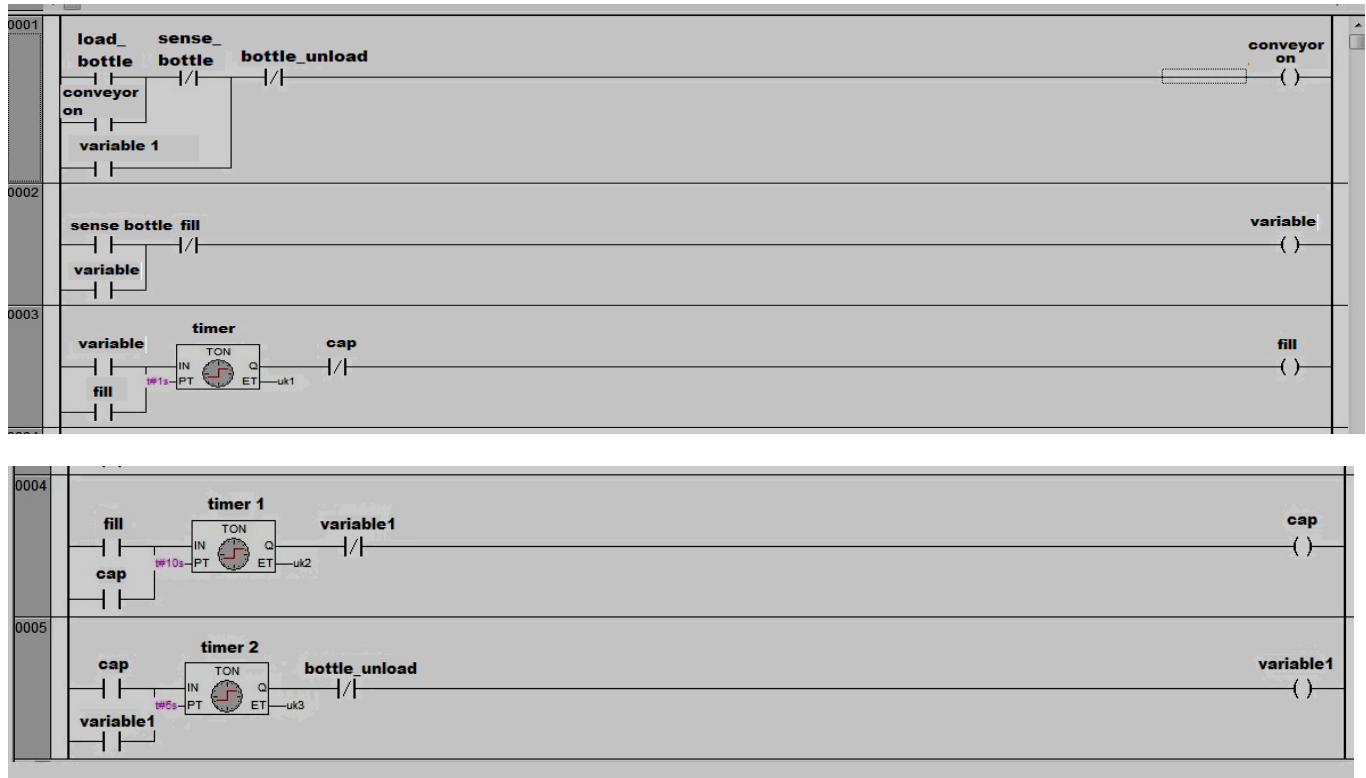 0001
load_ sense_
bottle bottle bottle_unload
conveyor
on
conveyor
on
variable 1
0002
sense bottle fill
variable
variable
0003
timer
variable
cap
fill
TON
IN Q
t#1s PT ET uk1
fill
0004
timer 1
fill
variable1
cap
TON
IN Q
t#10s PT ET uk2
cap
0005
timer 2
cap
bottle_unload
variable1
TON
IN Q
t#5s PT ET uk3
variable1